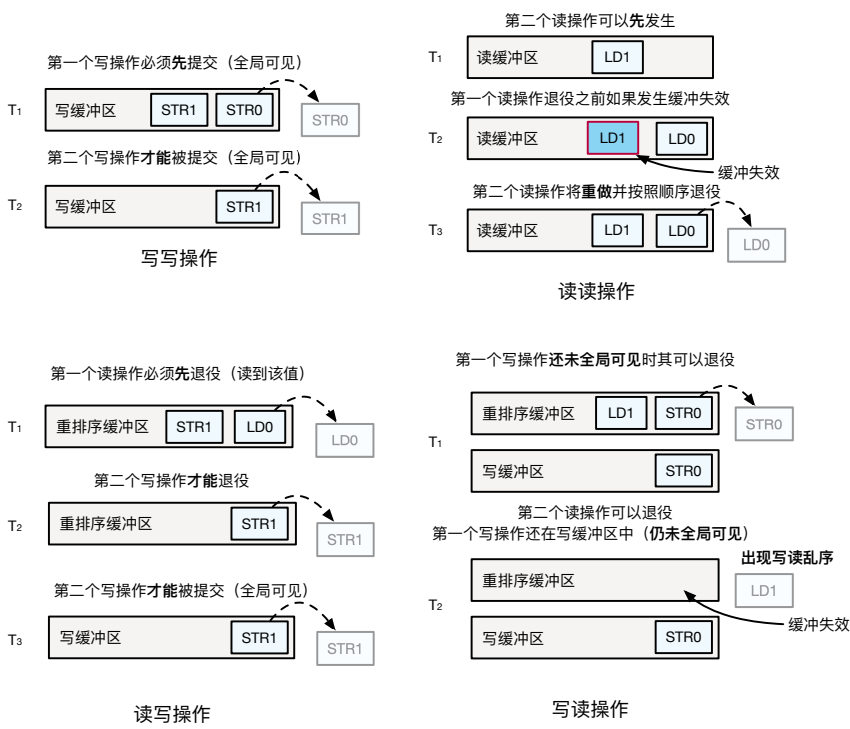 第一个写操作必须先提交（全局可见）
T1 写缓冲区 STR1 STR0 STR0
第二个写操作才能被提交（全局可见）
T2 写缓冲区 STR1 STR1
写写操作
第二个读操作可以先发生
T1 读缓冲区 LD1
第一个读操作退役之前如果发生缓冲失效
T2 读缓冲区 LD1 LD0
缓冲失效
第二个读操作将重做并按照顺序退役
T3 读缓冲区 LD1 LD0 LD0
读读操作
第一个读操作必须先退役（读到该值）
T1 重排序缓冲区 STR1 LD0 LD0
第二个写操作才能退役
T2 重排序缓冲区 STR1 STR1
第二个写操作才能被提交（全局可见）
T3 写缓冲区 STR1 STR1
读写操作
第一个写操作还未全局可见时其可以退役
重排序缓冲区 LD1 STR0 STR0
T1
写缓冲区 STR0
第二个读操作可以退役
第一个写操作还在写缓冲区中（仍未全局可见）
出现写读乱序
重排序缓冲区 LD1
T2
缓冲失效
写缓冲区 STR0
写读操作